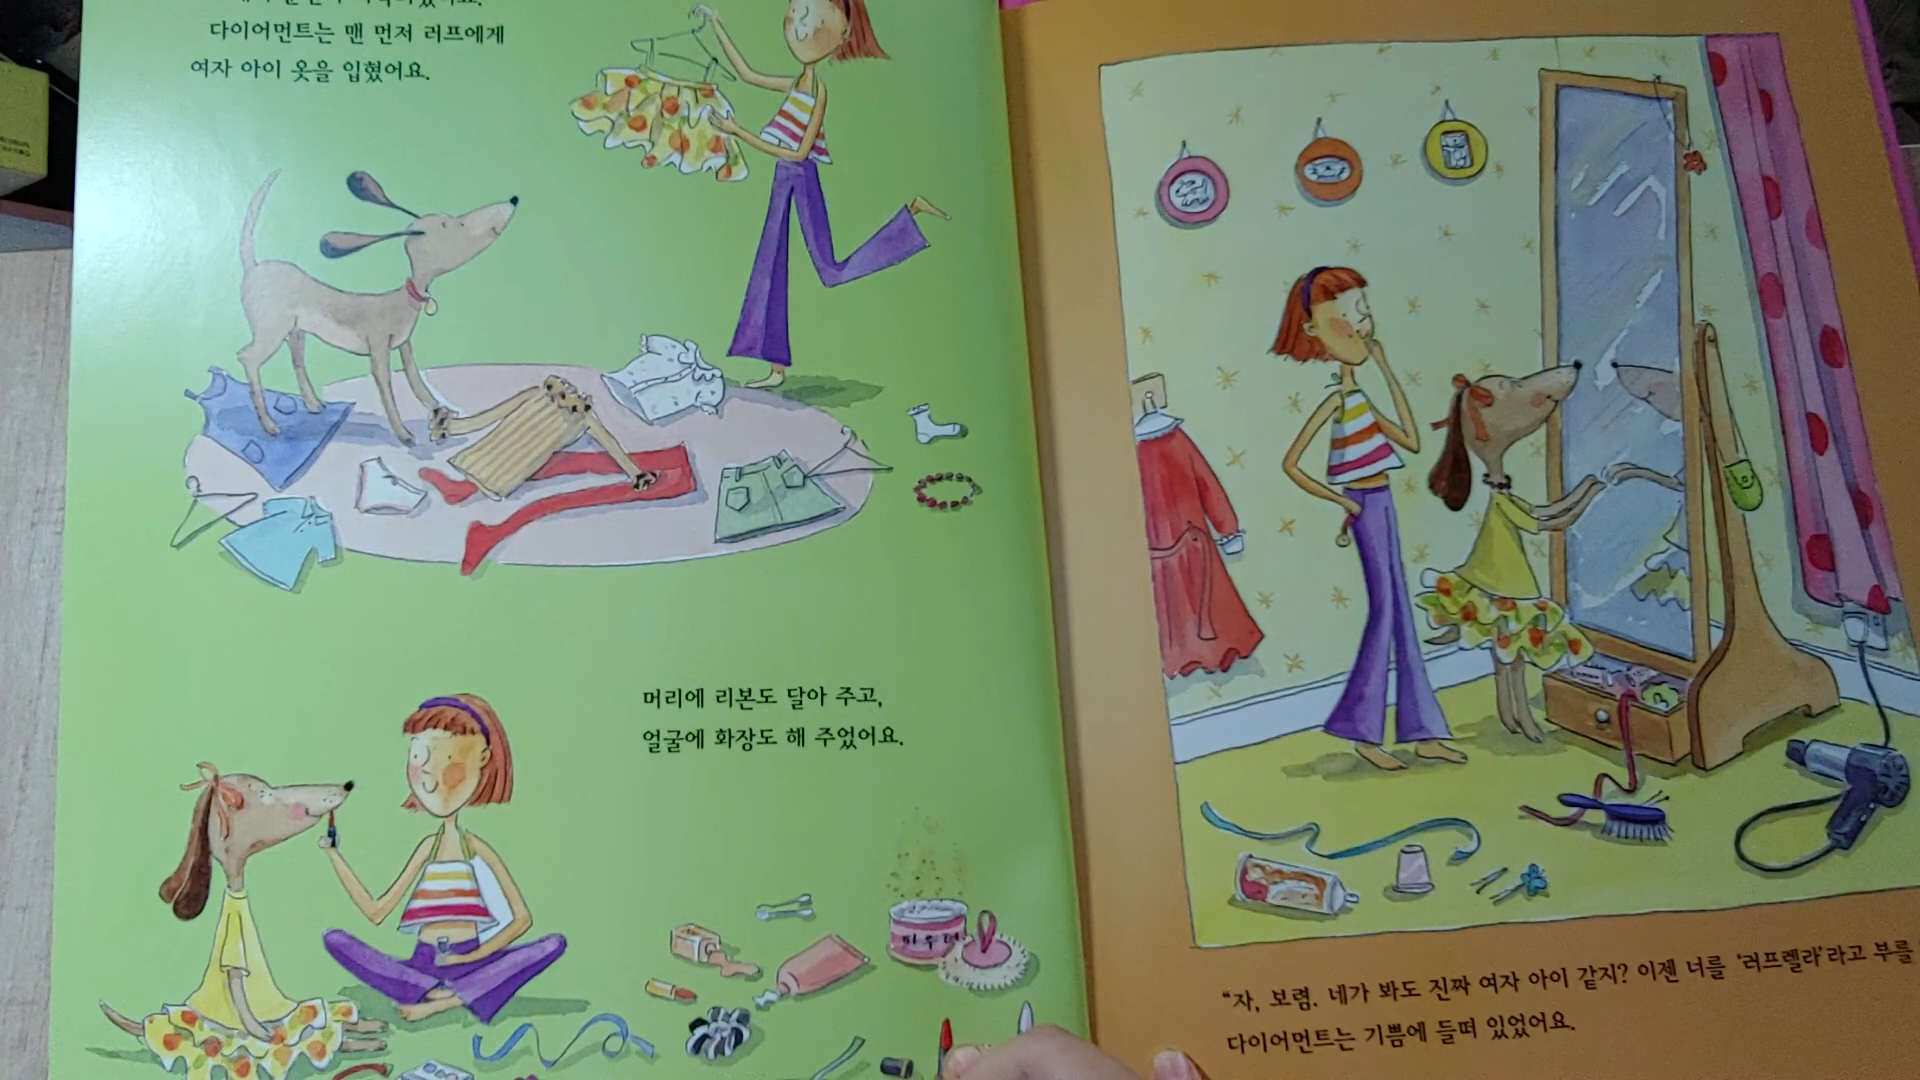 다이어먼트는 맨 먼저 러프에게
여자 아이 옷을 입혔어요.
머리에 리본도 달아 주고,
얼굴에 화장도 해 주었어요.
파우더
“자, 보렴. 네가 봐도 진짜 여자 아이 같지? 이젠 너를 ‘러프렐라’라고 부를
다이어먼트는 기쁨에 들떠 있었어요.